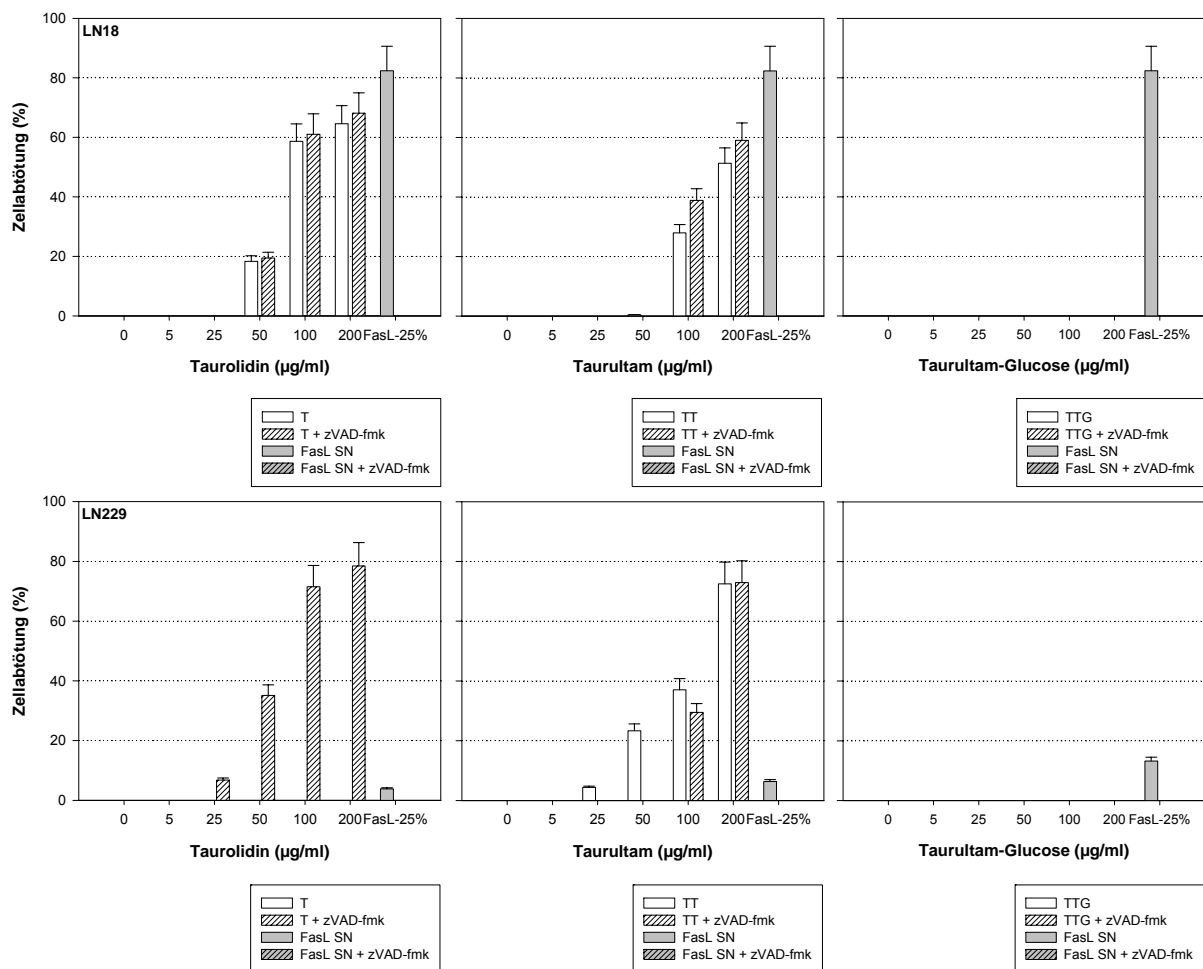 LN18
Zellabtötung (%)
100
80
60
40
20
0
0 5 25 50 100 200 FasL-25%
Taurolidin (µg/ml)
0 5 25 50 100 200 FasL-25%
Taurultam (µg/ml)
0 5 25 50 100 200 FasL-25%
Taurultam-Glucose (µg/ml)
T
T + zVAD-fmk
FasL SN
FasL SN + zVAD-fmk
TT
TT + zVAD-fmk
FasL SN
FasL SN + zVAD-fmk
TTG
TTG + zVAD-fmk
FasL SN
FasL SN + zVAD-fmk
LN229
Zellabtötung (%)
100
80
60
40
20
0
0 5 25 50 100 200 FasL-25%
Taurolidin (µg/ml)
0 5 25 50 100 200 FasL-25%
Taurultam (µg/ml)
0 5 25 50 100 200 FasL-25%
Taurultam-Glucose (µg/ml)
T
T + zVAD-fmk
FasL SN
FasL SN + zVAD-fmk
TT
TT + zVAD-fmk
FasL SN
FasL SN + zVAD-fmk
TTG
TTG + zVAD-fmk
FasL SN
FasL SN + zVAD-fmk